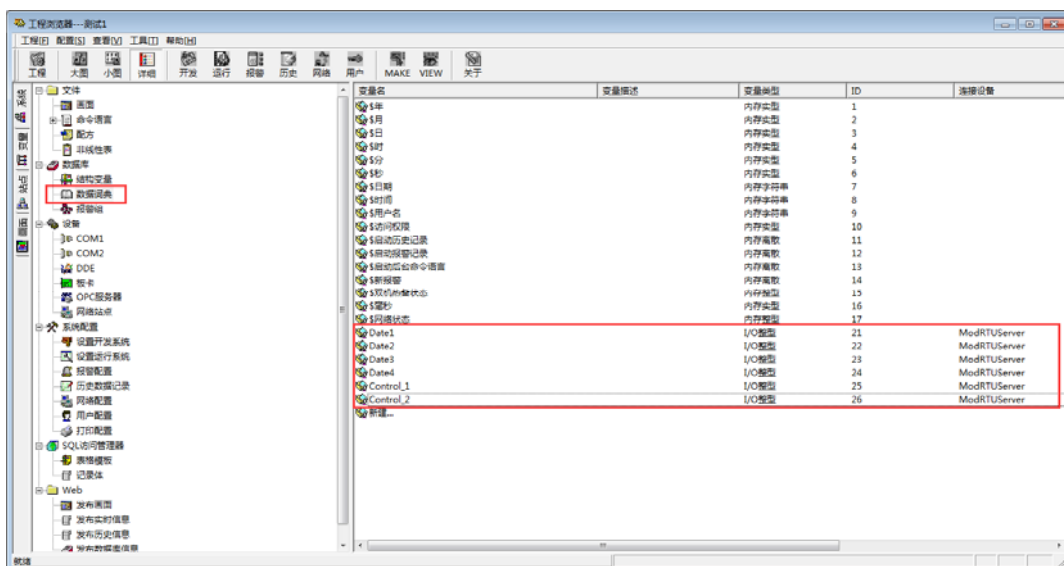 工程浏览器---测试1
工程[F] 配置[S] 查看[V] 工具[T] 帮助[H]
工程 大图 小图 详细 开发 运行 报警 历史 网络 用户 MAKE VIEW 关于
系统
变量
站点
画面
文件
画面
命令语言
配方
非线性表
数据库
结构变量
数据词典
报警组
设备
COM1
COM2
DDE
板卡
OPC服务器
网络站点
系统配置
设置开发系统
设置运行系统
报警配置
历史数据记录
网络配置
用户配置
打印配置
SQL访问管理器
表格模板
记录体
Web
发布画面
发布实时信息
发布历史信息
发布数据库信息
变量名 变量描述 变量类型 ID 连接设备
$年 内存实型 1
$月 内存实型 2
$日 内存实型 3
$时 内存实型 4
$分 内存实型 5
$秒 内存实型 6
$日期 内存字符串 7
$时间 内存字符串 8
$用户名 内存字符串 9
$访问权限 内存实型 10
$启动历史记录 内存离散 11
$启动报警记录 内存离散 12
$启动后台命令语言 内存离散 13
$新报警 内存离散 14
$双机热备状态 内存整型 15
$毫秒 内存实型 16
$网络状态 内存整型 17
Date1 I/O整型 21 ModRTUServer
Date2 I/O整型 22 ModRTUServer
Date3 I/O整型 23 ModRTUServer
Date4 I/O整型 24 ModRTUServer
Control_1 I/O整型 25 ModRTUServer
Control_2 I/O整型 26 ModRTUServer
新建...
就绪